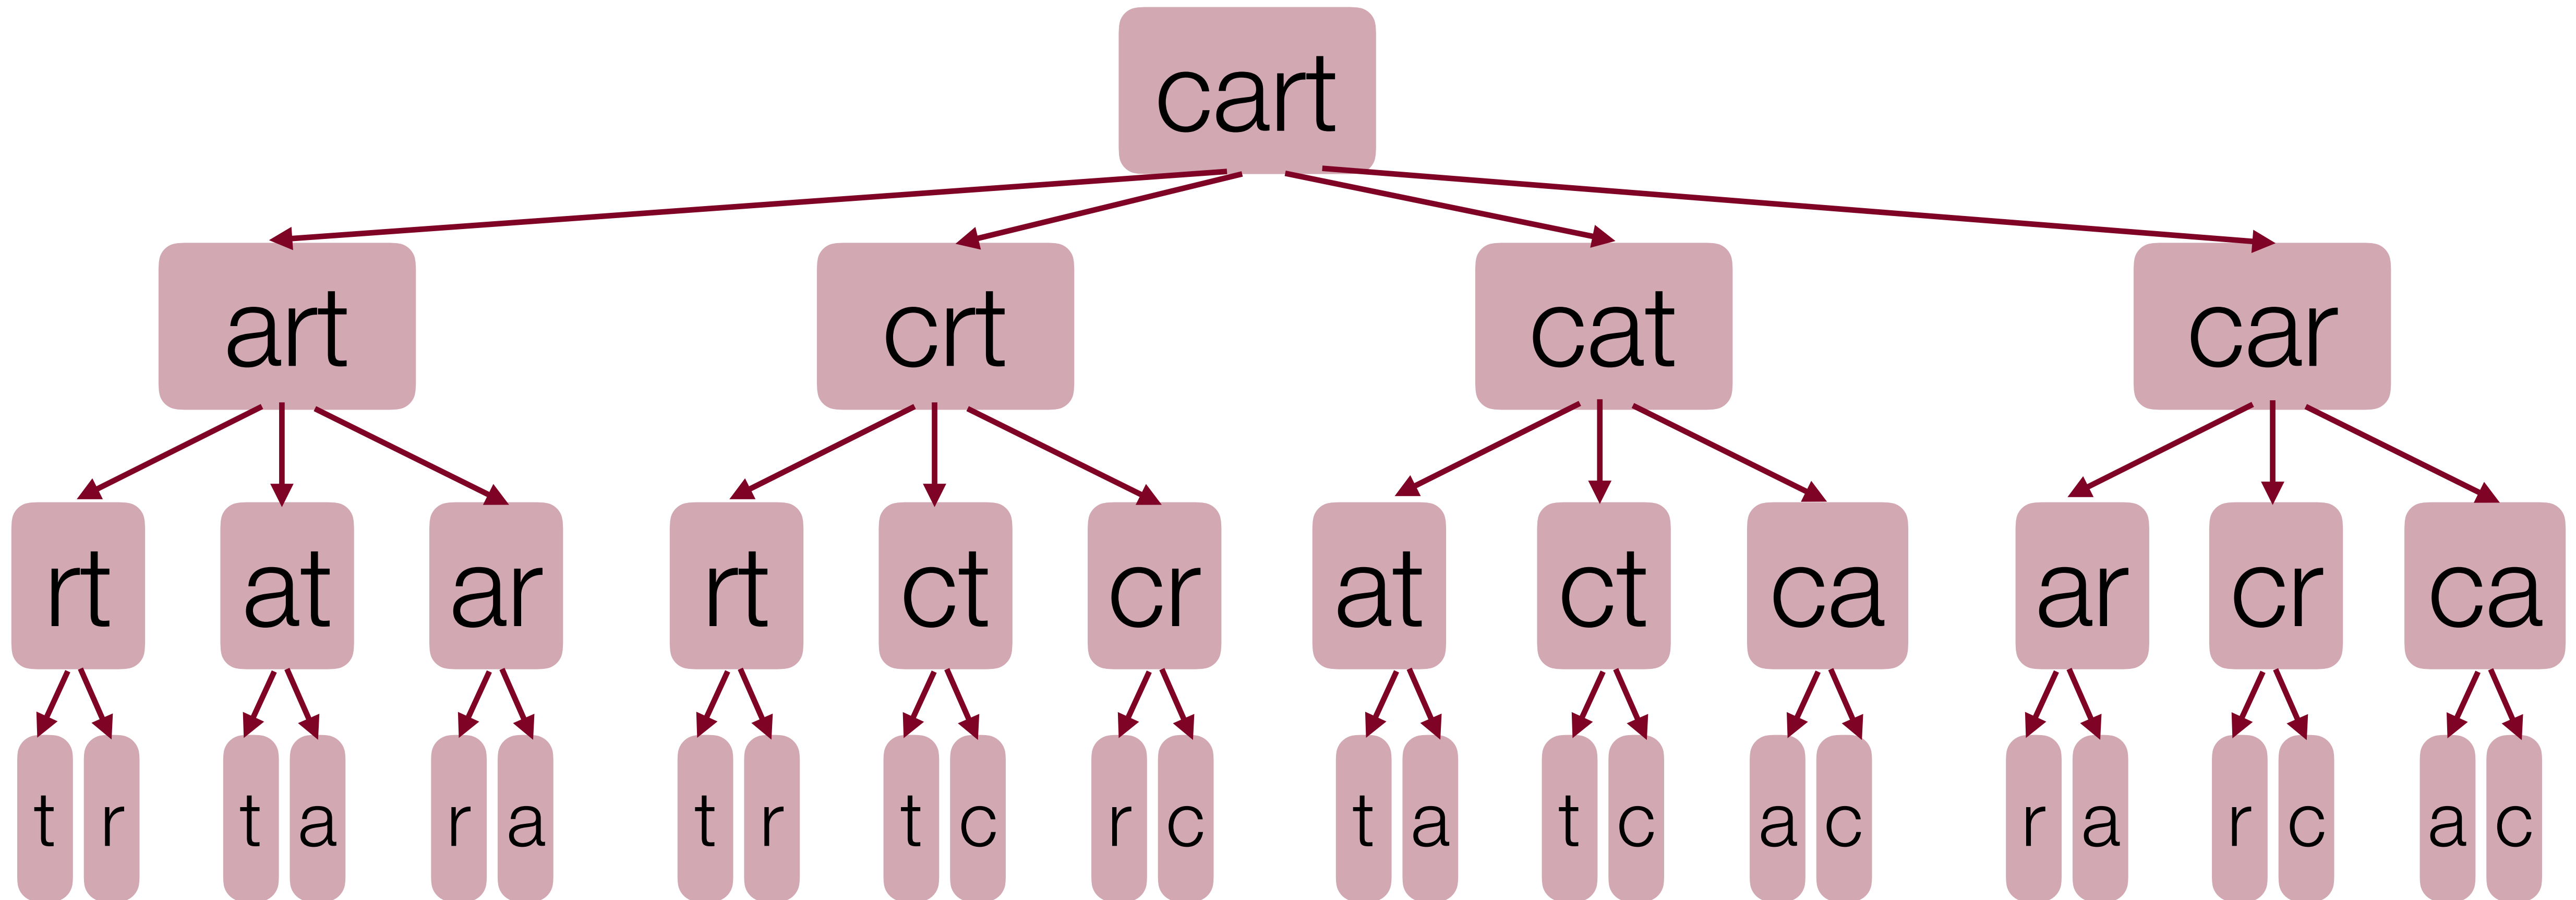 cart
art crt cat car
rt at ar rt ct cr at ct ca ar cr ca
t r t a r a t r t c r c t a t c a c r a r c a c